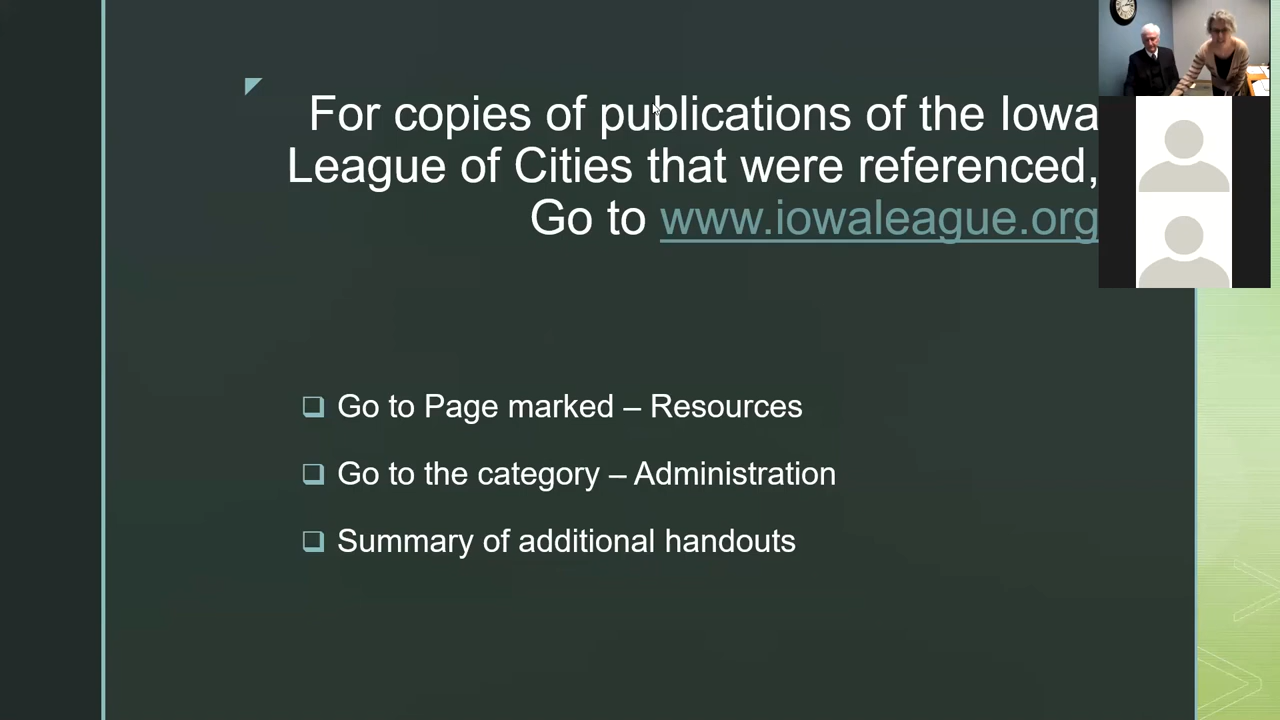 For copies of publications of the Iowa
League of Cities that were referenced,
Go to www.iowaleague.org
Go to Page marked – Resources
Go to the category – Administration
Summary of additional handouts